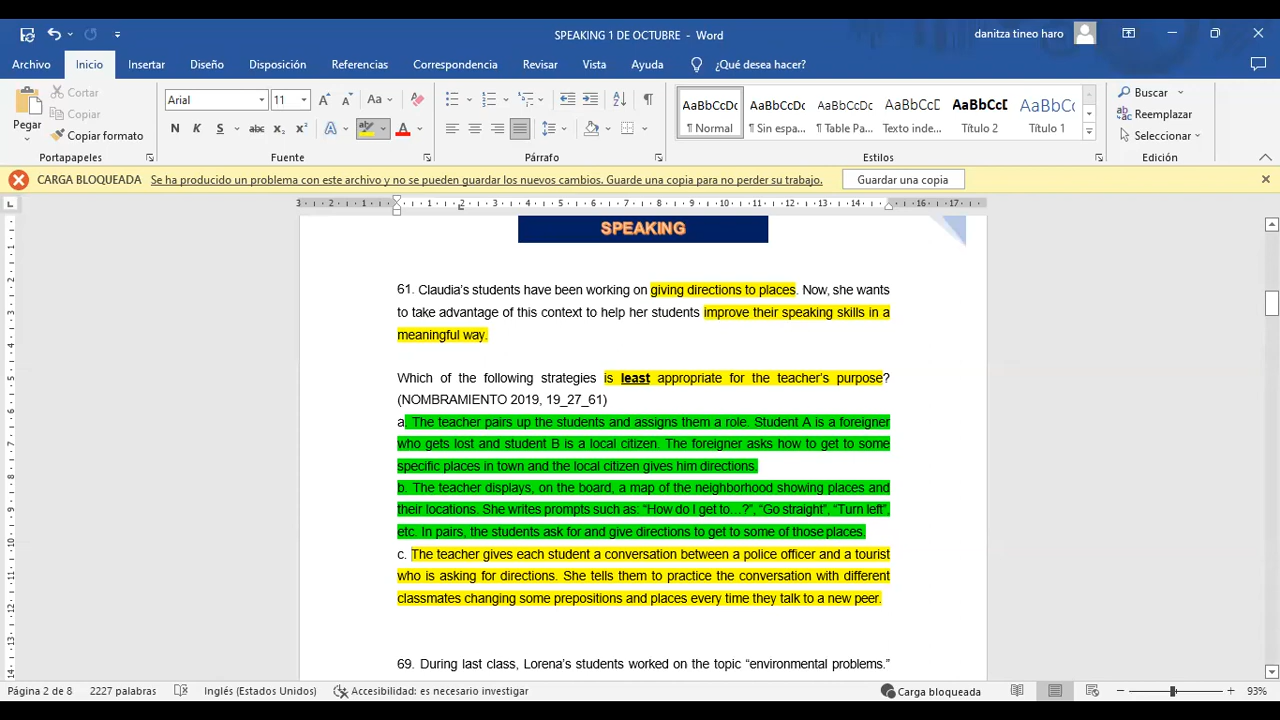 SPEAKING 1 DE OCTUBRE - Word
danitza tineo haro
Archivo Inicio Insertar Diseño Disposición Referencias Correspondencia Revisar Vista Ayuda ¿Qué desea hacer?
Pegar
Cortar
Copiar
Copiar formato
Portapapeles
Arial 11
N K S abc x₂ x²
Fuente
Párrafo
AaBbCcDc AaBbCcDc AaBbCcDc AaBbCcD AaBbCcD AaBbCcDc
¶ Normal ¶ Sin espa... ¶ Table Pa... Texto inde... Título 2 Título 1
Estilos
Buscar
Reemplazar
Seleccionar
Edición
CARGA BLOQUEADA Se ha producido un problema con este archivo y no se pueden guardar los nuevos cambios. Guarde una copia para no perder su trabajo. Guardar una copia
SPEAKING
61. Claudia's students have been working on giving directions to places. Now, she wants
to take advantage of this context to help her students improve their speaking skills in a
meaningful way.
Which of the following strategies is least appropriate for the teacher's purpose?
(NOMBRAMIENTO 2019, 19_27_61)
a. The teacher pairs up the students and assigns them a role. Student A is a foreigner
who gets lost and student B is a local citizen. The foreigner asks how to get to some
specific places in town and the local citizen gives him directions.
b. The teacher displays, on the board, a map of the neighborhood showing places and
their locations. She writes prompts such as: “How do I get to…?”, “Go straight”, “Turn left”,
etc. In pairs, the students ask for and give directions to get to some of those places.
c. The teacher gives each student a conversation between a police officer and a tourist
who is asking for directions. She tells them to practice the conversation with different
classmates changing some prepositions and places every time they talk to a new peer.
69. During last class, Lorena's students worked on the topic “environmental problems.”
Página 2 de 8 2227 palabras Inglés (Estados Unidos) Accesibilidad: es necesario investigar Carga bloqueada 93%